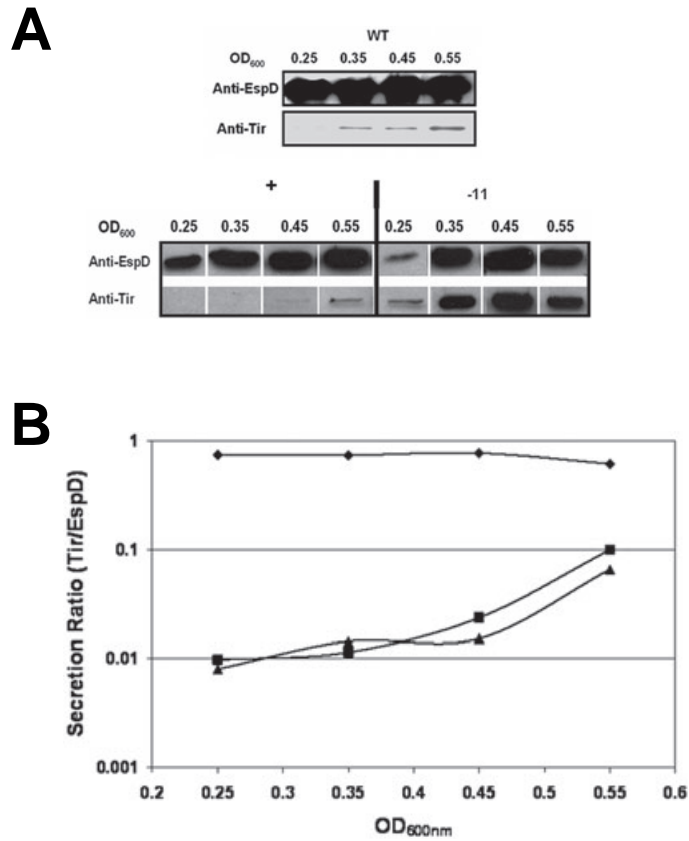 A
WT
OD600 0.25 0.35 0.45 0.55
Anti-EspD
Anti-Tir
+ -11
OD600 0.25 0.35 0.45 0.55 0.25 0.35 0.45 0.55
Anti-EspD
Anti-Tir
B
Secretion Ratio (Tir/EspD)
1
0.1
0.01
0.001
0.2 0.25 0.3 0.35 0.4 0.45 0.5 0.55 0.6
OD600nm